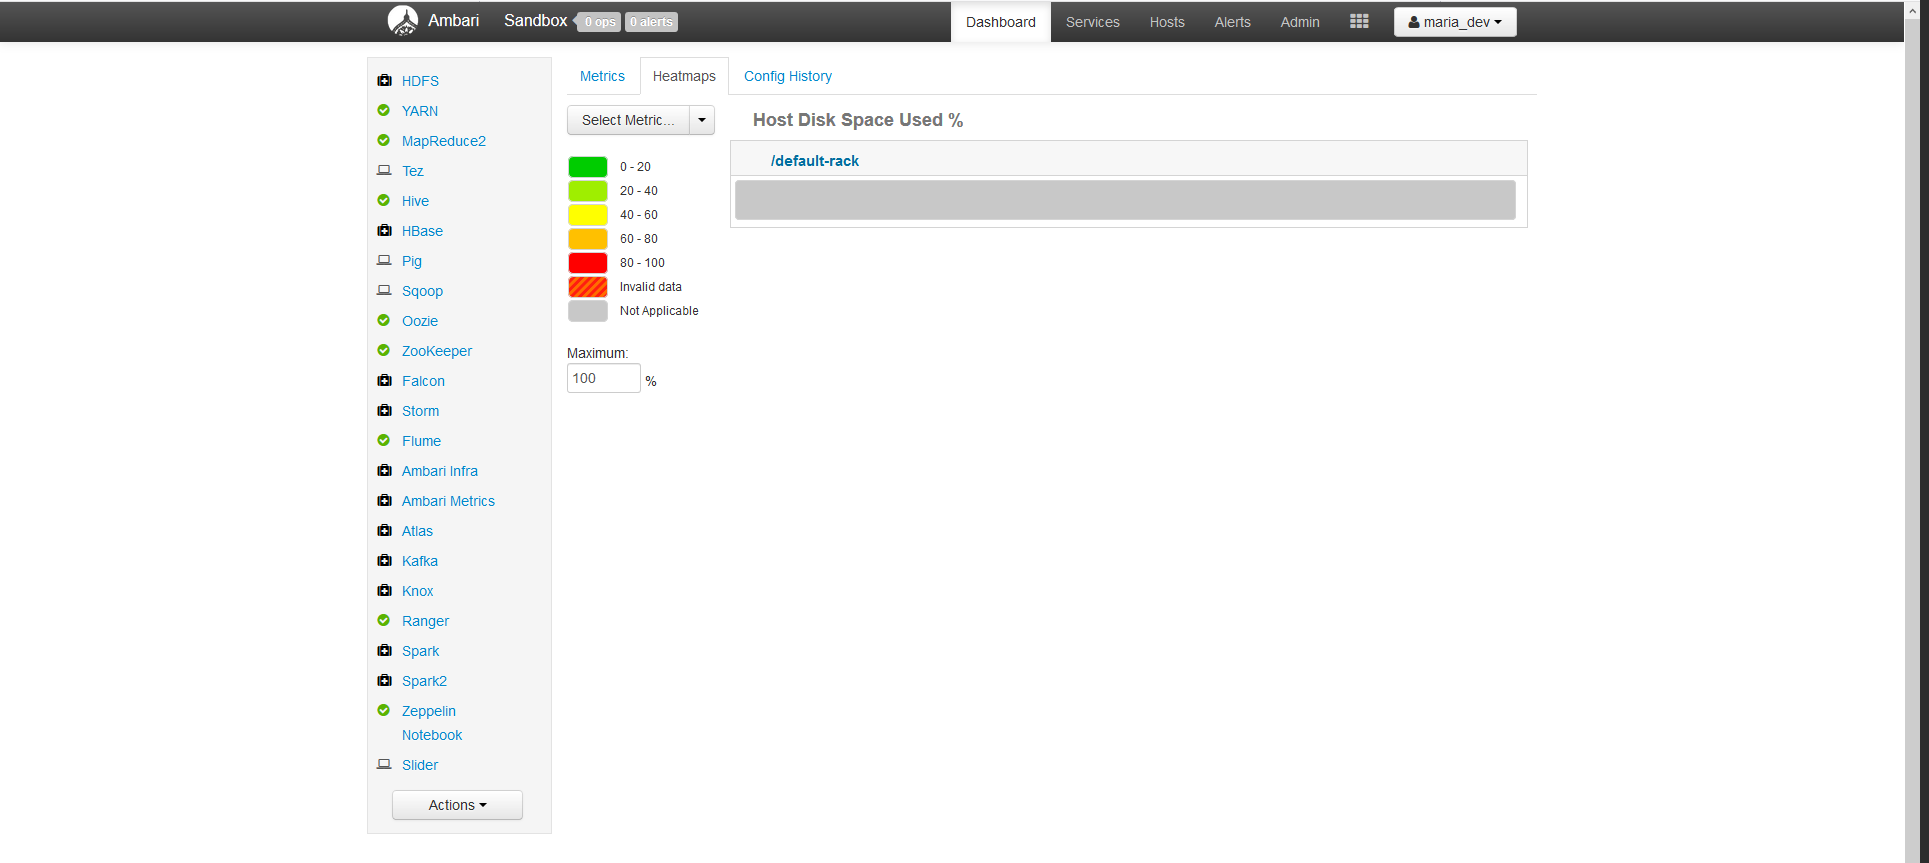 Ambari Sandbox 0 ops 0 alerts Dashboard Services Hosts Alerts Admin maria_dev
HDFS
YARN
MapReduce2
Tez
Hive
HBase
Pig
Sqoop
Oozie
ZooKeeper
Falcon
Storm
Flume
Ambari Infra
Ambari Metrics
Atlas
Kafka
Knox
Ranger
Spark
Spark2
Zeppelin
Notebook
Slider
Actions
Metrics Heatmaps Config History
Select Metric...
0 - 20
20 - 40
40 - 60
60 - 80
80 - 100
Invalid data
Not Applicable
Maximum:
100 %
Host Disk Space Used %
/default-rack